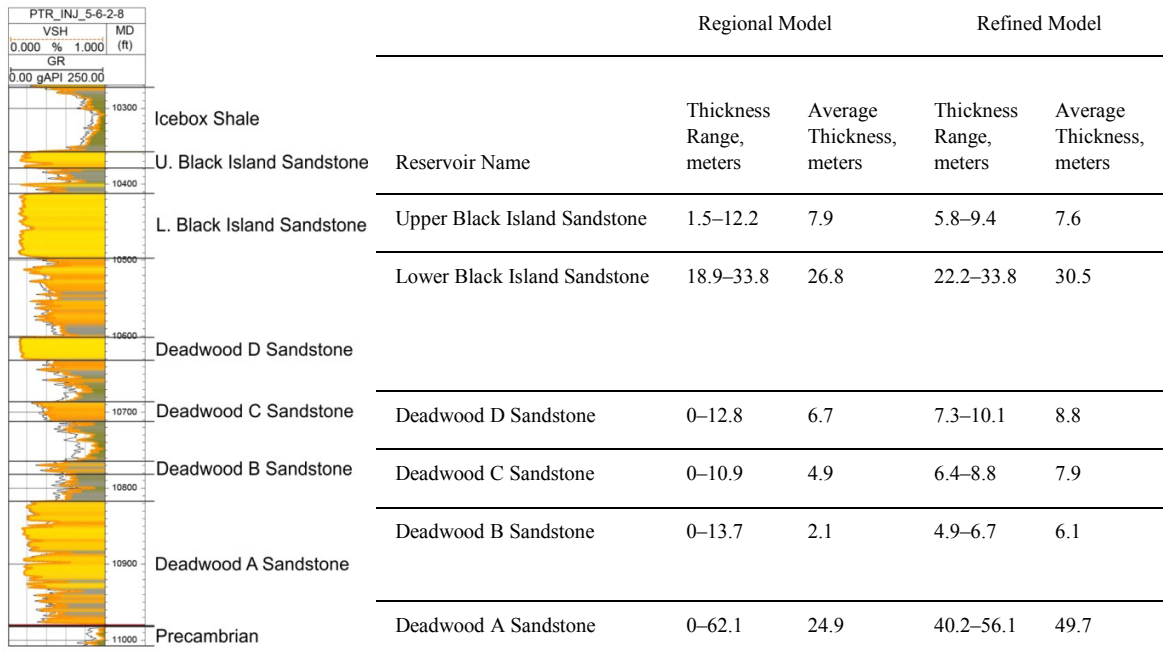 PTR_INJ_5-6-2-8
VSH MD
0.000 % 1.000 (ft)
GR
0.00 gAPI 250.00
10300
Icebox Shale
U. Black Island Sandstone
10400
L. Black Island Sandstone
10500
10600
Deadwood D Sandstone
10700 Deadwood C Sandstone
Deadwood B Sandstone
10800
10900 Deadwood A Sandstone
11000 Precambrian
Regional Model Refined Model
Reservoir Name Thickness Range, meters Average Thickness, meters Thickness Range, meters Average Thickness, meters
Upper Black Island Sandstone 1.5–12.2 7.9 5.8–9.4 7.6
Lower Black Island Sandstone 18.9–33.8 26.8 22.2–33.8 30.5
Deadwood D Sandstone 0–12.8 6.7 7.3–10.1 8.8
Deadwood C Sandstone 0–10.9 4.9 6.4–8.8 7.9
Deadwood B Sandstone 0–13.7 2.1 4.9–6.7 6.1
Deadwood A Sandstone 0–62.1 24.9 40.2–56.1 49.7